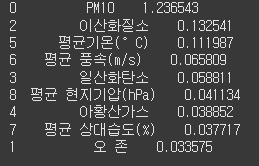 0 PM10 1.236543
2 이산화질소 0.132541
5 평균기온(°C) 0.111987
6 평균 풍속(m/s) 0.065809
3 일산화탄소 0.058811
8 평균 현지기압(hPa) 0.041134
4 아황산가스 0.038852
7 평균 상대습도(%) 0.037717
1 오 존 0.033575